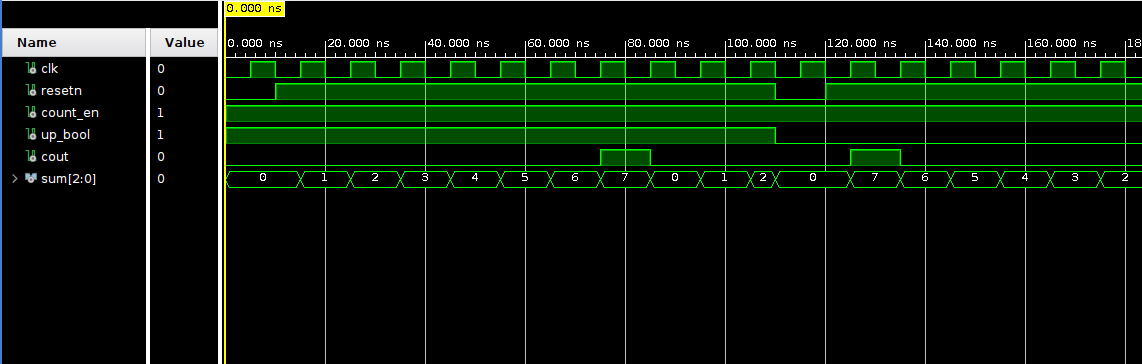 0.000 ns
Name Value
0.000 ns 20.000 ns 40.000 ns 60.000 ns 80.000 ns 100.000 ns 120.000 ns 140.000 ns 160.000 ns 18
clk 0
resetn 0
count_en 1
up_bool 1
cout 0
sum[2:0] 0 0 1 2 3 4 5 6 7 0 1 2 0 7 6 5 4 3 2